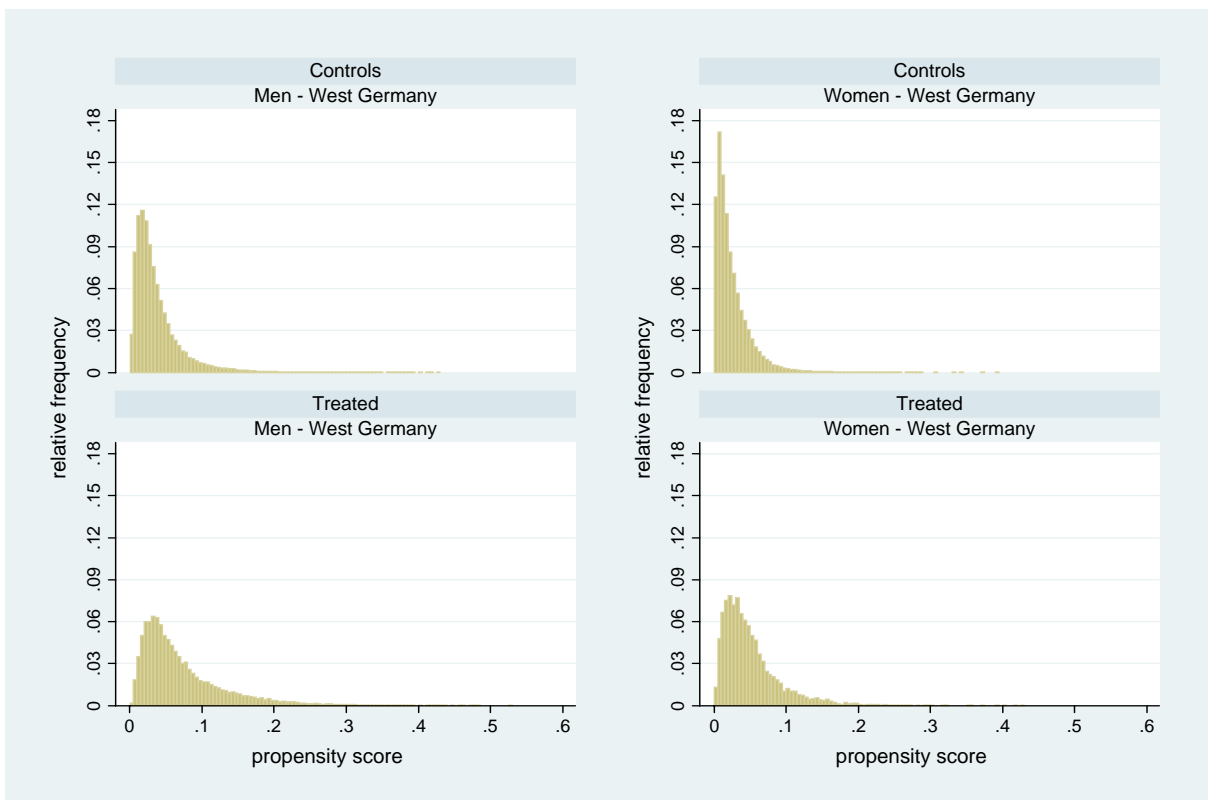 Controls
Men - West Germany
.18
.15
.12
.09
.06
.03
0
Treated
Men - West Germany
.18
.15
.12
.09
.06
.03
0
relative frequency
0 .1 .2 .3 .4 .5 .6
propensity score
Controls
Women - West Germany
.18
.15
.12
.09
.06
.03
0
Treated
Women - West Germany
.18
.15
.12
.09
.06
.03
0
relative frequency
0 .1 .2 .3 .4 .5 .6
propensity score